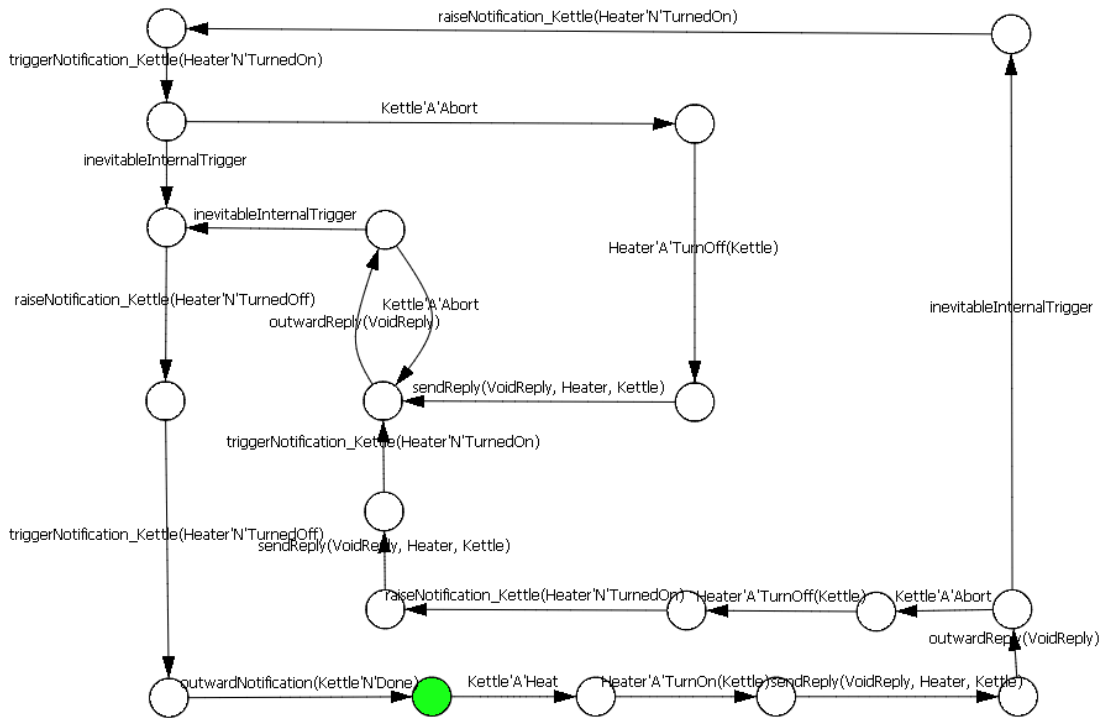 raiseNotification_Kettle(Heater'N'TurnedOn)
triggerNotification_Kettle(Heater'N'TurnedOn)
Kettle'A'Abort
inevitableInternalTrigger
inevitableInternalTrigger
Heater'A'TurnOff(Kettle)
raiseNotification_Kettle(Heater'N'TurnedOff)
Kettle'A'Abort
inevitableInternalTrigger
outwardReply(VoidReply)
sendReply(VoidReply, Heater, Kettle)
triggerNotification_Kettle(Heater'N'TurnedOn)
triggerNotification_Kettle(Heater'N'TurnedOff)
sendReply(VoidReply, Heater, Kettle)
raiseNotification_Kettle(Heater'N'TurnedOn)
Heater'A'TurnOff(Kettle)
Kettle'A'Abort
outwardReply(VoidReply)
outwardNotification(Kettle'N'Done)
Kettle'A'Heat
Heater'A'TurnOn(Kettle)
sendReply(VoidReply, Heater, Kettle)